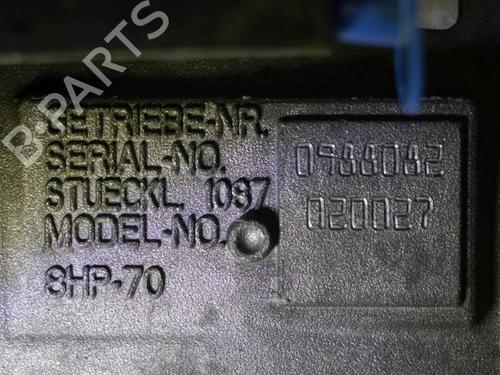 GETRIEBE-NR.
SERIAL-NO.
STUECKL 1087
MODEL-NO.
8HP-70
0988082
020027
B-PARTS